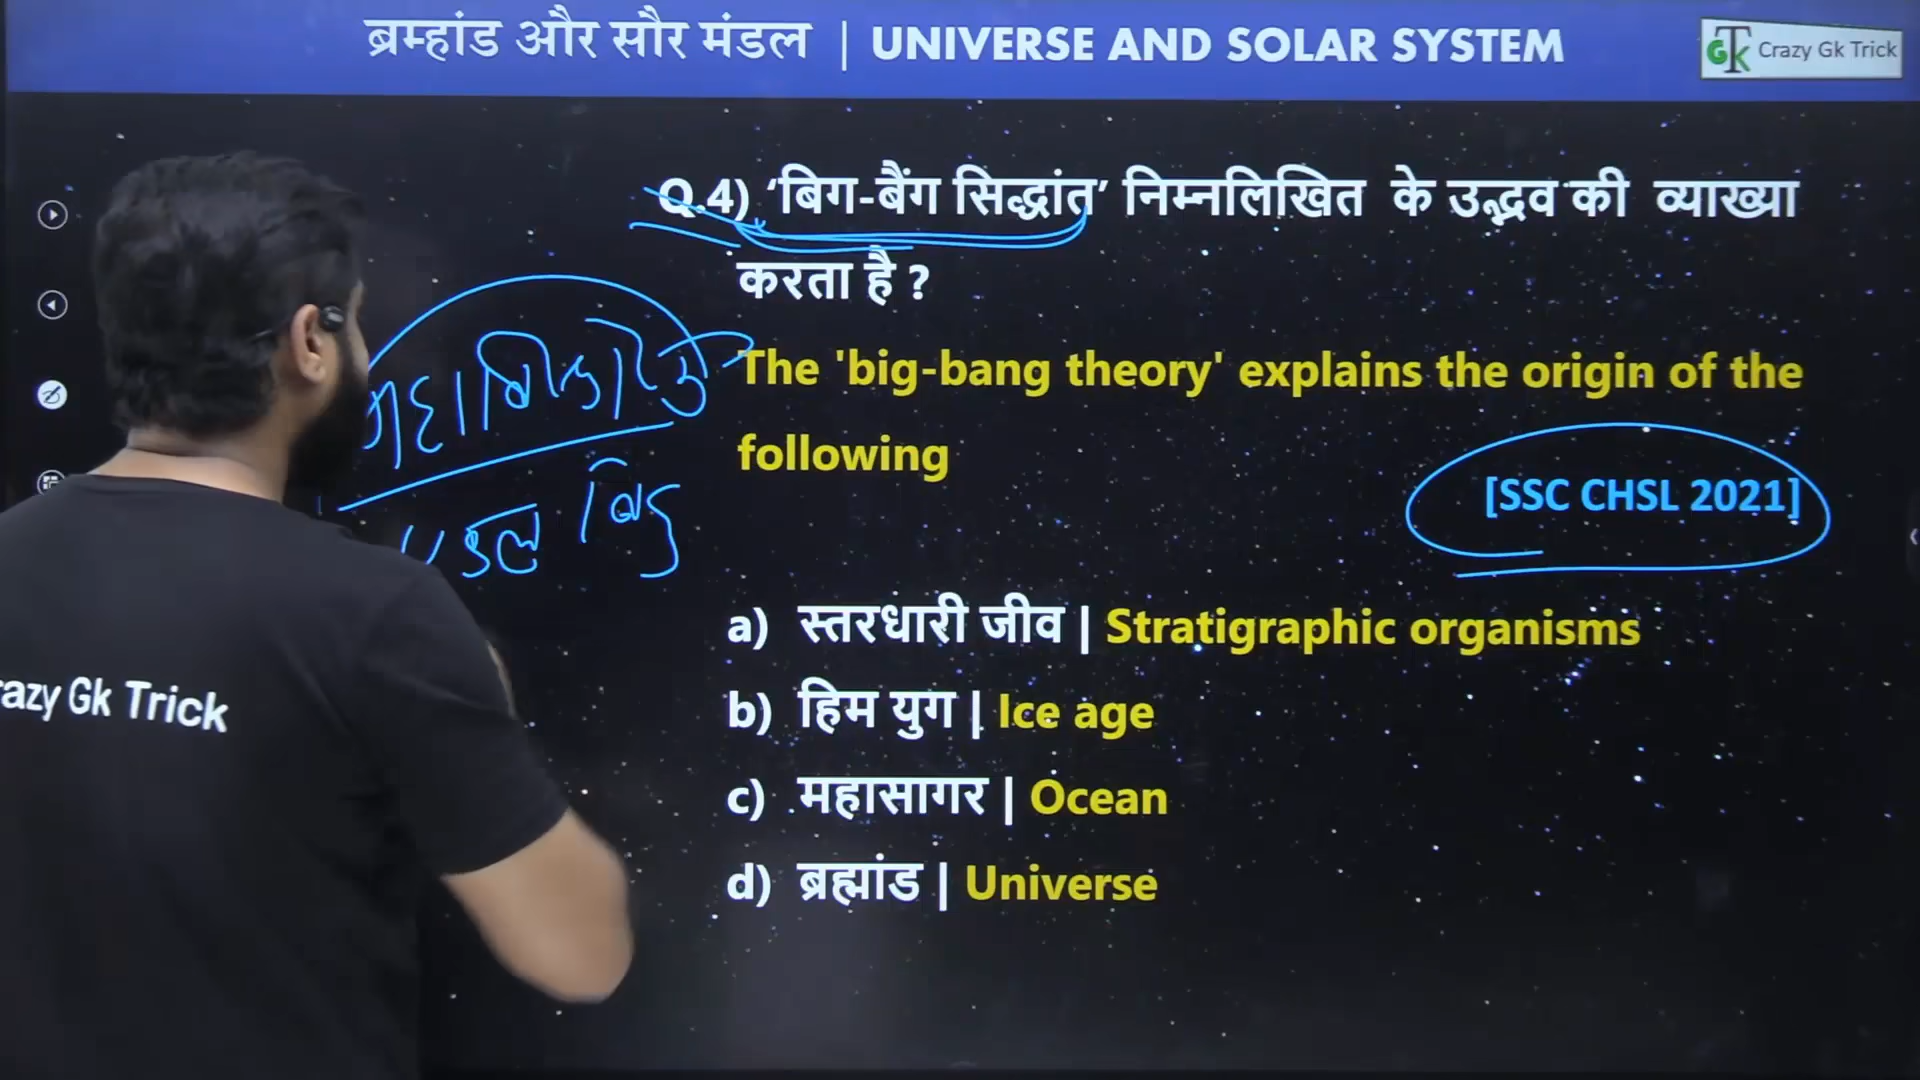 ब्रम्हांड और सौर मंडल | UNIVERSE AND SOLAR SYSTEM
GTK Crazy Gk Trick
Q.4) ‘बिग-बैंग सिद्धांत’ निम्नलिखित के उद्भव की व्याख्या
करता है ?
The 'big-bang theory' explains the origin of the
following
[SSC CHSL 2021]
a) स्तरधारी जीव | Stratigraphic organisms
b) हिम युग | Ice age
c) महासागर | Ocean
d) ब्रह्मांड | Universe
Gk Trick